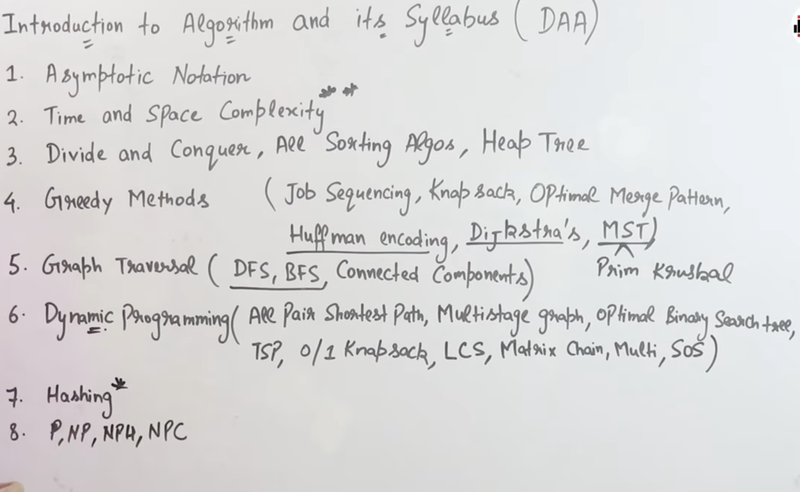 Introduction to Algorithm and its Syllabus ( DAA)
1. Asymptotic Notation
2. Time and Space Complexity **
3. Divide and Conquer, All Sorting Algos, Heap Tree
4. Greedy Methods ( Job Sequencing, Knapsack, Optimal Merge Pattern,
Huffman encoding, Dijkstra's, MST)
5. Graph Traversal ( DFS, BFS, Connected Components)
Prim Kruskal
6. Dynamic Programming( All Pair Shortest Path, Multistage graph, optimal Binary Search tree,
TSP, 0/1 Knapsack, LCS, Matrix Chain, Multi, SoS )
7. Hashing*
8. P, NP, NPH, NPC